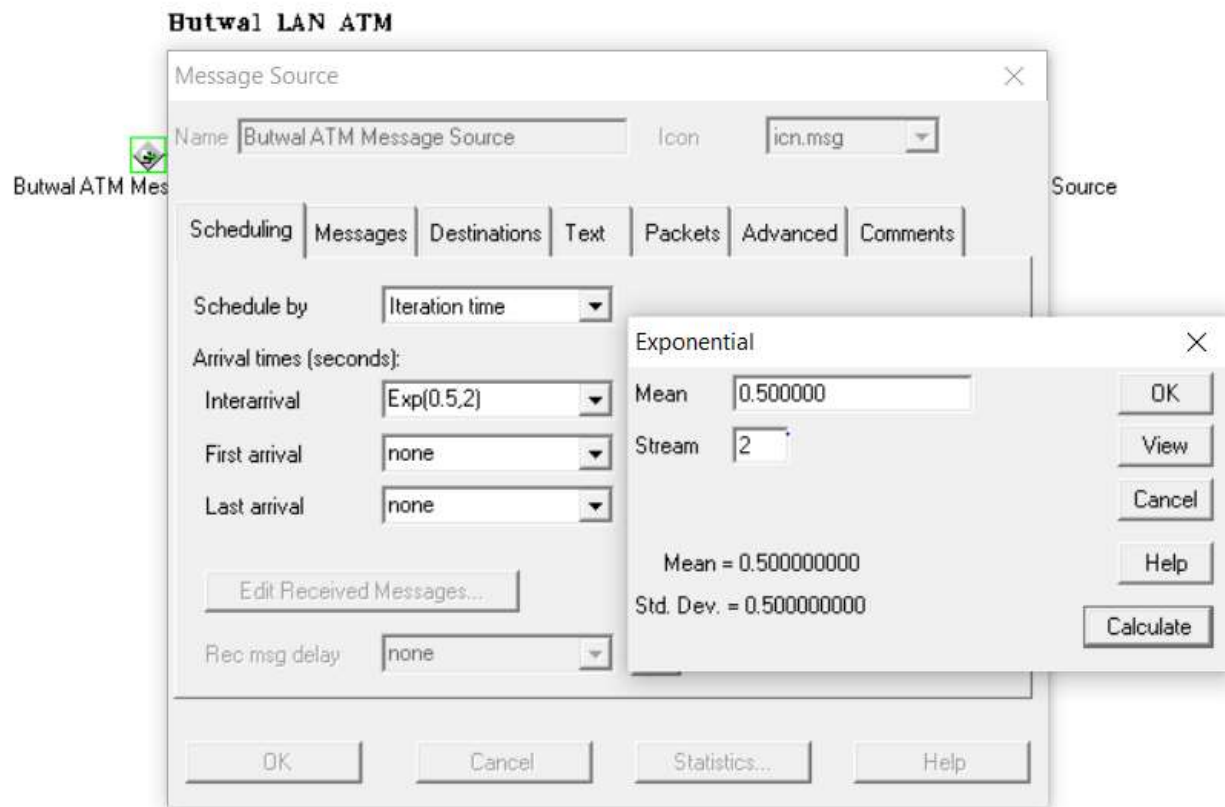 Butwal LAN ATM
Message Source
Name Butwal ATM Message Source Icon icn.msg
Butwal ATM Mes
Source
Scheduling Messages Destinations Text Packets Advanced Comments
Schedule by Iteration time
Arrival times (seconds):
Interarrival Exp(0.5,2)
First arrival none
Last arrival none
Edit Received Messages...
Rec msg delay none
OK Cancel Statistics... Help
Exponential
Mean 0.500000 OK
Stream 2 View
Cancel
Mean = 0.500000000 Help
Std. Dev. = 0.500000000
Calculate